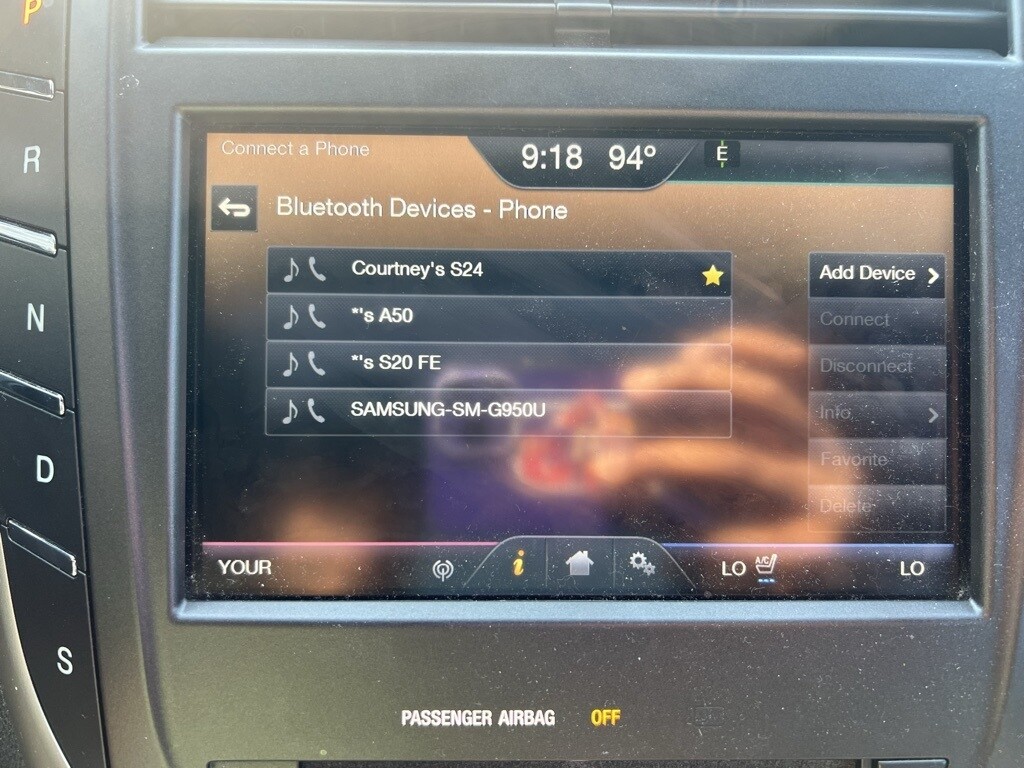 P
R
N
D
S
Connect a Phone
9:18 94°
E
Bluetooth Devices - Phone
Courtney's S24
*'s A50
*'s S20 FE
SAMSUNG-SM-G950U
Add Device
Connect
Disconnect
Info
Favorite
Delete
YOUR
i
LO
A/C
LO
PASSENGER AIRBAG OFF